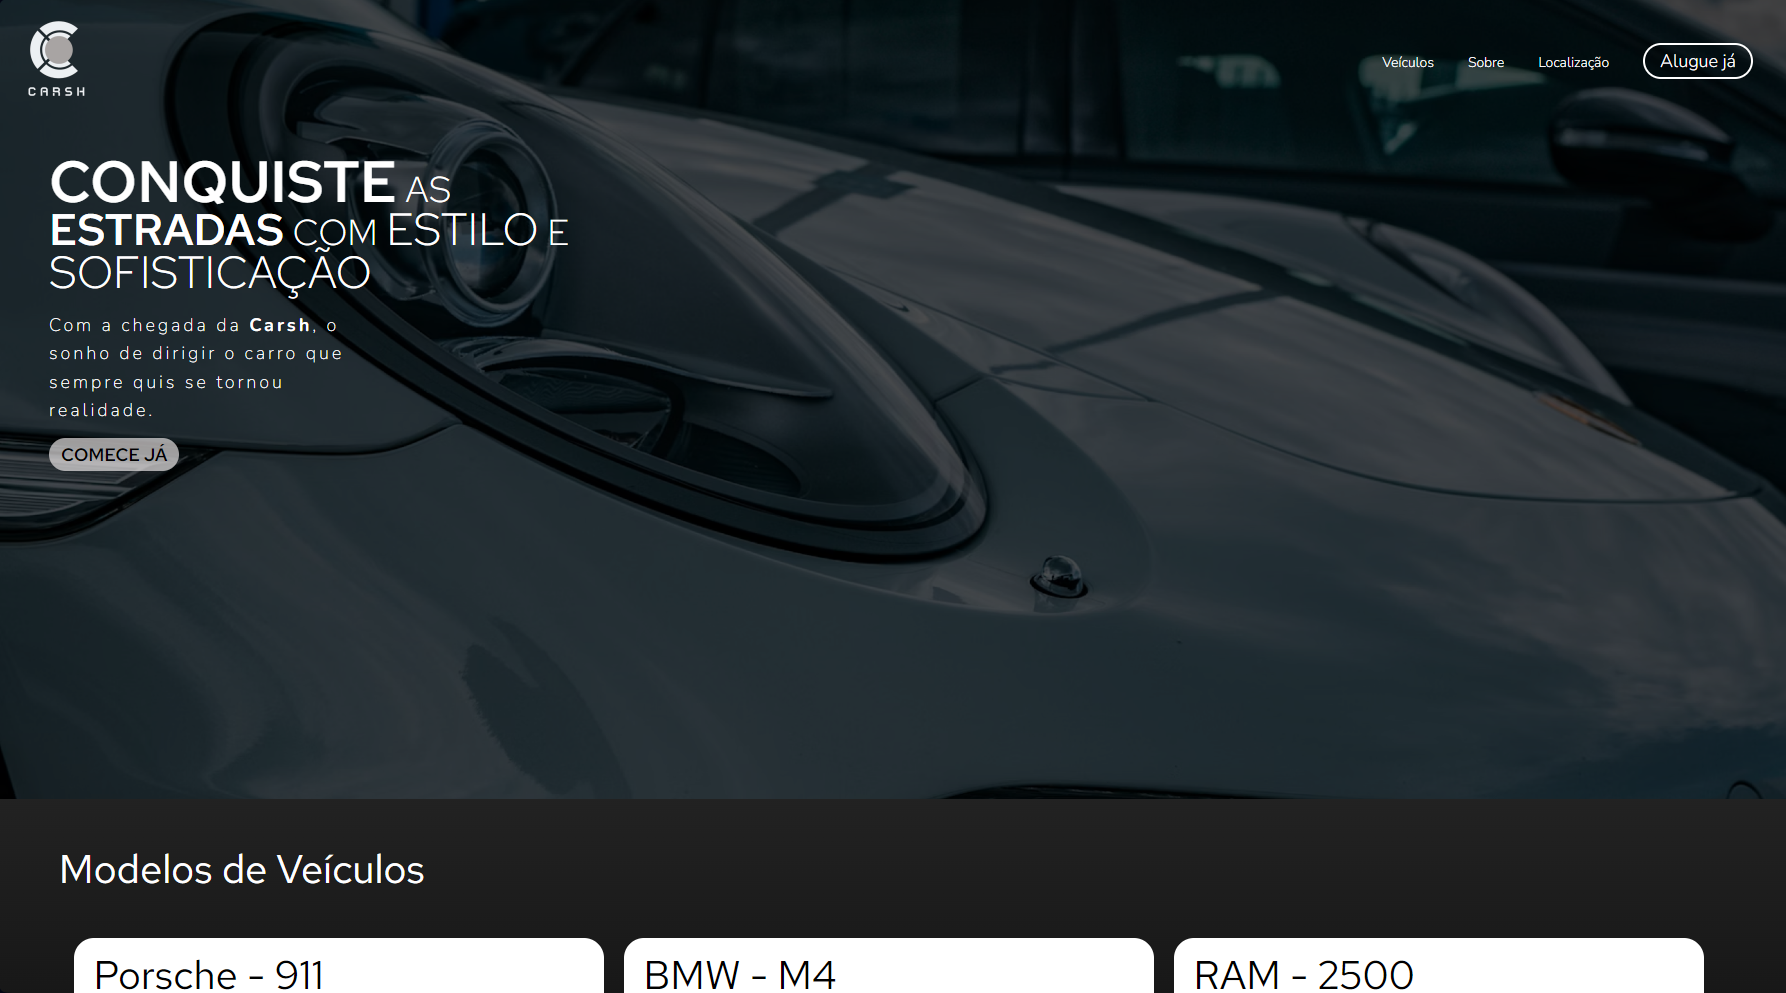 CARSH
Veículos
Sobre
Localização
Alugue já
CONQUISTE AS
ESTRADAS COM ESTILO E
SOFISTICAÇÃO
Com a chegada da Carsh, o
sonho de dirigir o carro que
sempre quis se tornou
realidade.
COMECE JÁ
Modelos de Veículos
Porsche - 911
BMW - M4
RAM - 2500